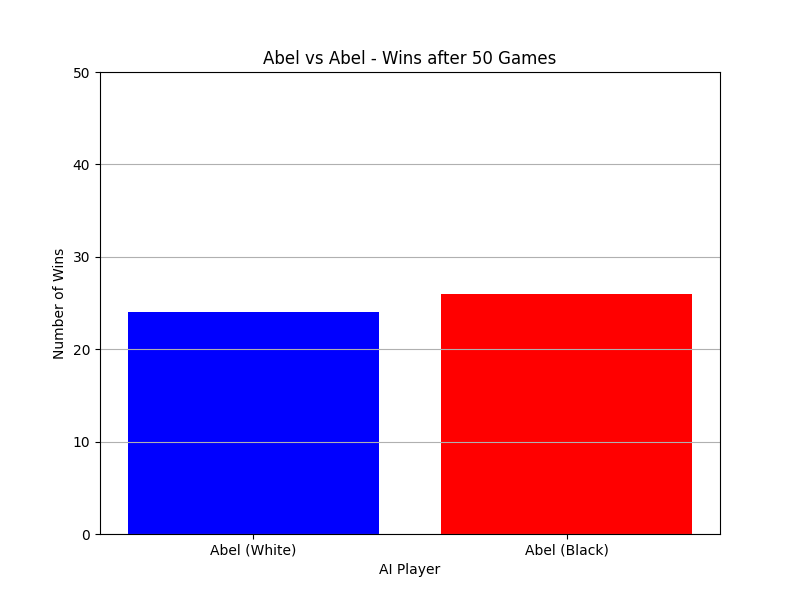 Abel vs Abel - Wins after 50 Games
50
40
30
20
10
0
Number of Wins
Abel (White) Abel (Black)
AI Player